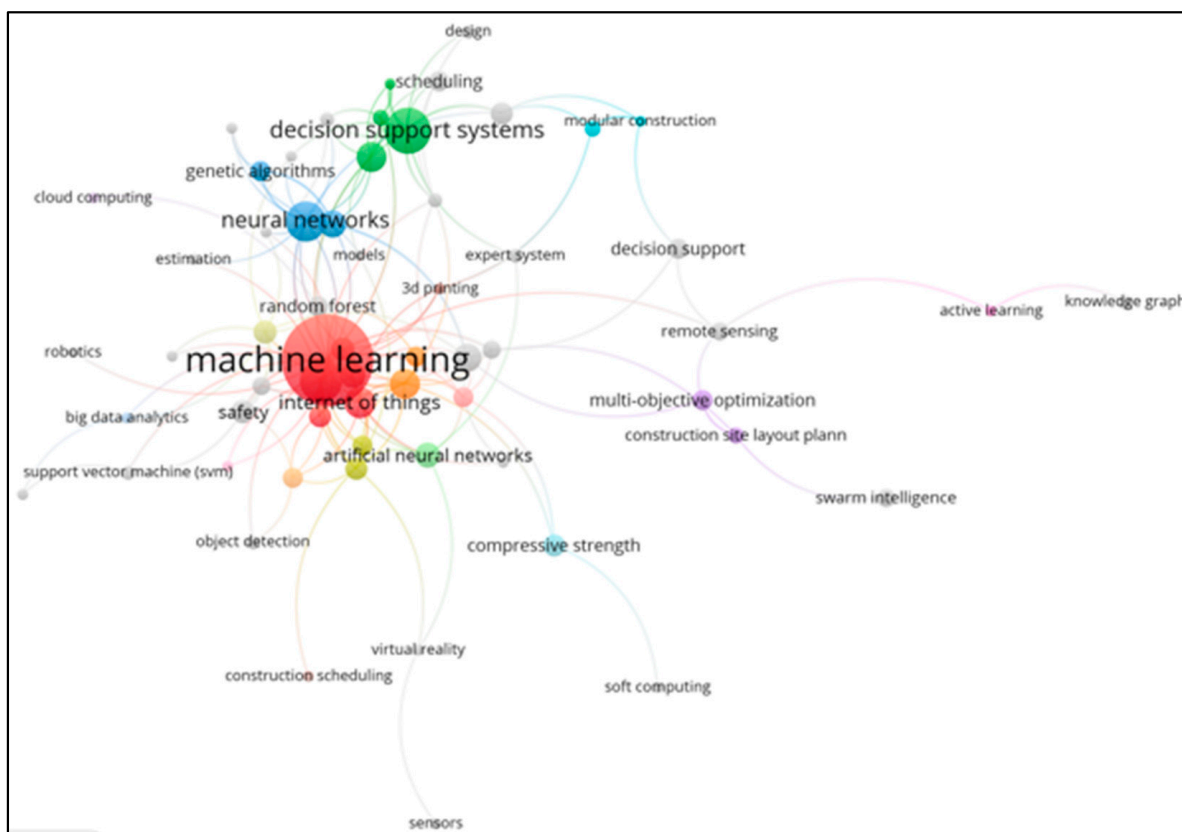 design
scheduling
decision support systems
modular construction
genetic algorithms
cloud computing
neural networks
decision support
models
expert system
estimation
3d printing
random forest
active learning
knowledge graph
remote sensing
robotics
machine learning
multi-objective optimization
internet of things
safety
big data analytics
construction site layout plann
artificial neural networks
support vector machine (svm)
swarm intelligence
object detection
compressive strength
virtual reality
construction scheduling
soft computing
sensors